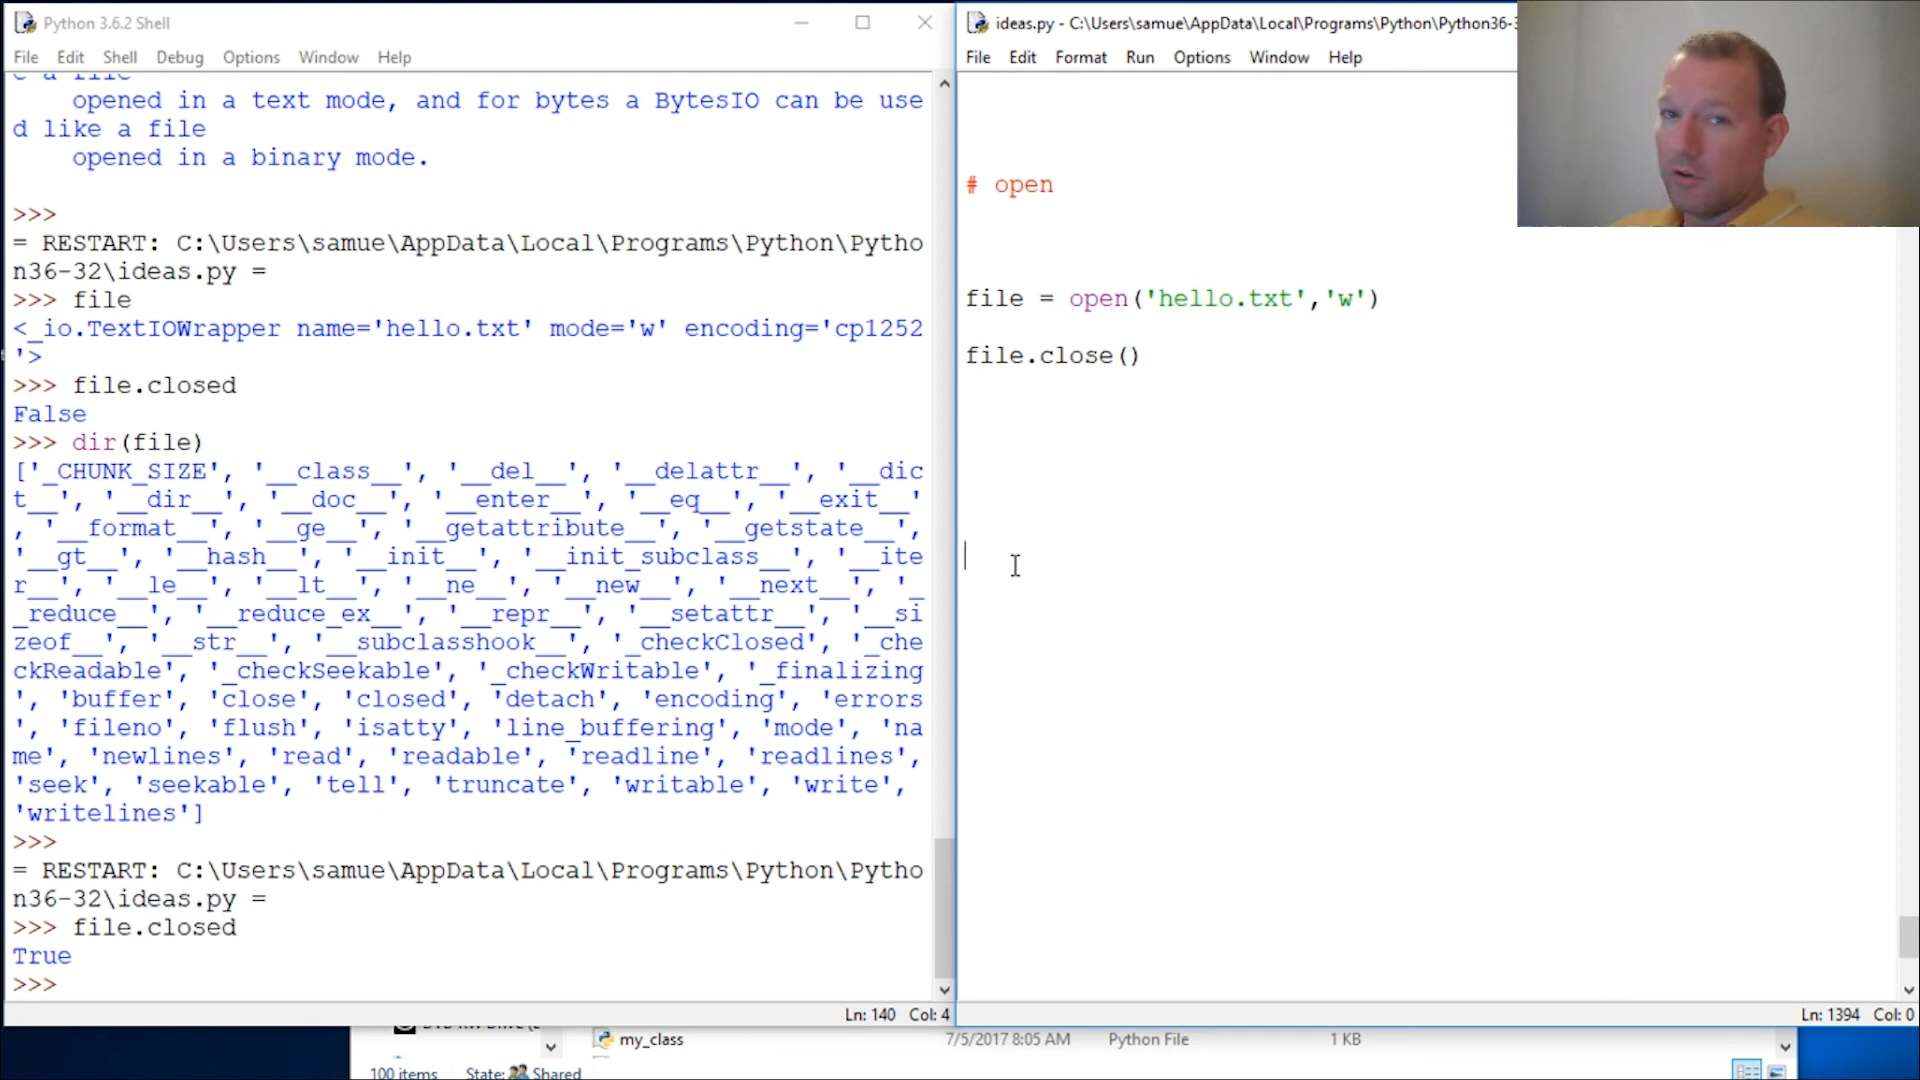 Python 3.6.2 Shell
File Edit Shell Debug Options Window Help
e a file
    opened in a text mode, and for bytes a BytesIO can be use
d like a file
    opened in a binary mode.
>>>
= RESTART: C:\Users\samue\AppData\Local\Programs\Python\Pytho
n36-32\ideas.py =
>>> file
<_io.TextIOWrapper name='hello.txt' mode='w' encoding='cp1252
'>
>>> file.closed
False
>>> dir(file)
['_CHUNK_SIZE', '__class__', '__del__', '__delattr__', '__dic
t__', '__dir__', '__doc__', '__enter__', '__eq__', '__exit__'
, '__format__', '__ge__', '__getattribute__', '__getstate__',
'__gt__', '__hash__', '__init__', '__init_subclass__', '__ite
r__', '__le__', '__lt__', '__ne__', '__new__', '__next__', '_
_reduce__', '__reduce_ex__', '__repr__', '__setattr__', '__si
zeof__', '__str__', '__subclasshook__', '_checkClosed', '_che
ckReadable', '_checkSeekable', '_checkWritable', '_finalizing
', 'buffer', 'close', 'closed', 'detach', 'encoding', 'errors
', 'fileno', 'flush', 'isatty', 'line_buffering', 'mode', 'na
me', 'newlines', 'read', 'readable', 'readline', 'readlines',
'seek', 'seekable', 'tell', 'truncate', 'writable', 'write',
'writelines']
>>>
= RESTART: C:\Users\samue\AppData\Local\Programs\Python\Pytho
n36-32\ideas.py =
>>> file.closed
True
>>>
Ln: 140 Col: 4
ideas.py - C:\Users\samue\AppData\Local\Programs\Python\Python36-3
File Edit Format Run Options Window Help
# open
file = open('hello.txt','w')
file.close()
Ln: 1394 Col: 0
my_class 7/5/2017 8:05 AM Python File 1 KB
100 items State: Shared